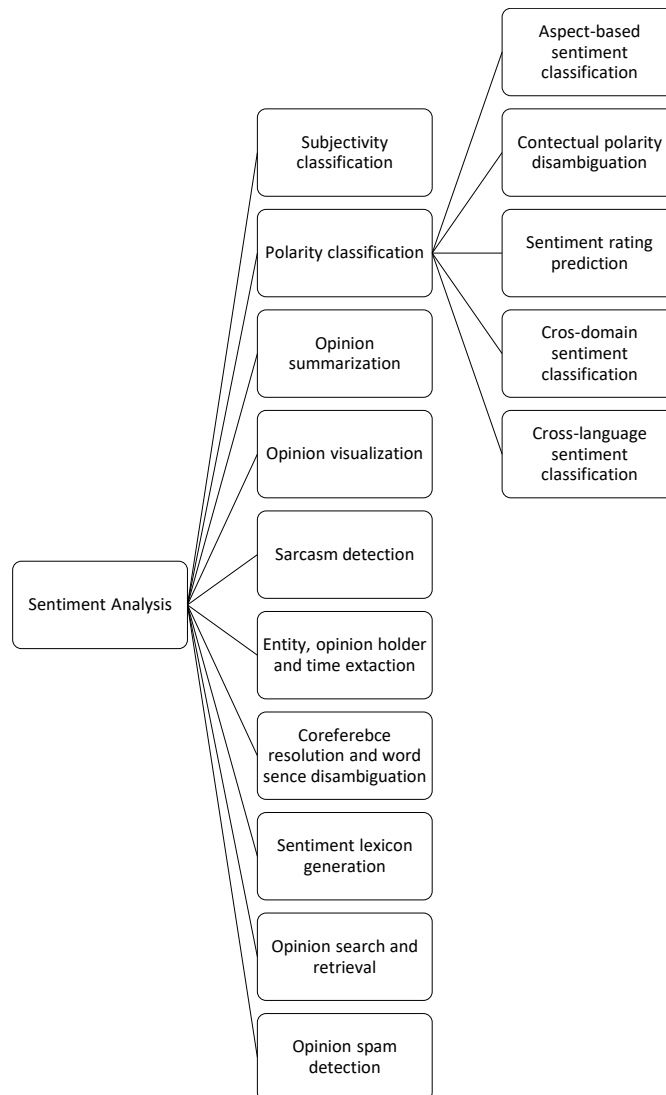 Sentiment Analysis
Subjectivity
classification
Polarity classification
Aspect-based
sentiment
classification
Contectual polarity
disambiguation
Sentiment rating
prediction
Cros-domain
sentiment
classification
Cross-language
sentiment
classification
Opinion
summarization
Opinion visualization
Sarcasm detection
Entity, opinion holder
and time extaction
Coreferebce
resolution and word
sence disambiguation
Sentiment lexicon
generation
Opinion search and
retrieval
Opinion spam
detection